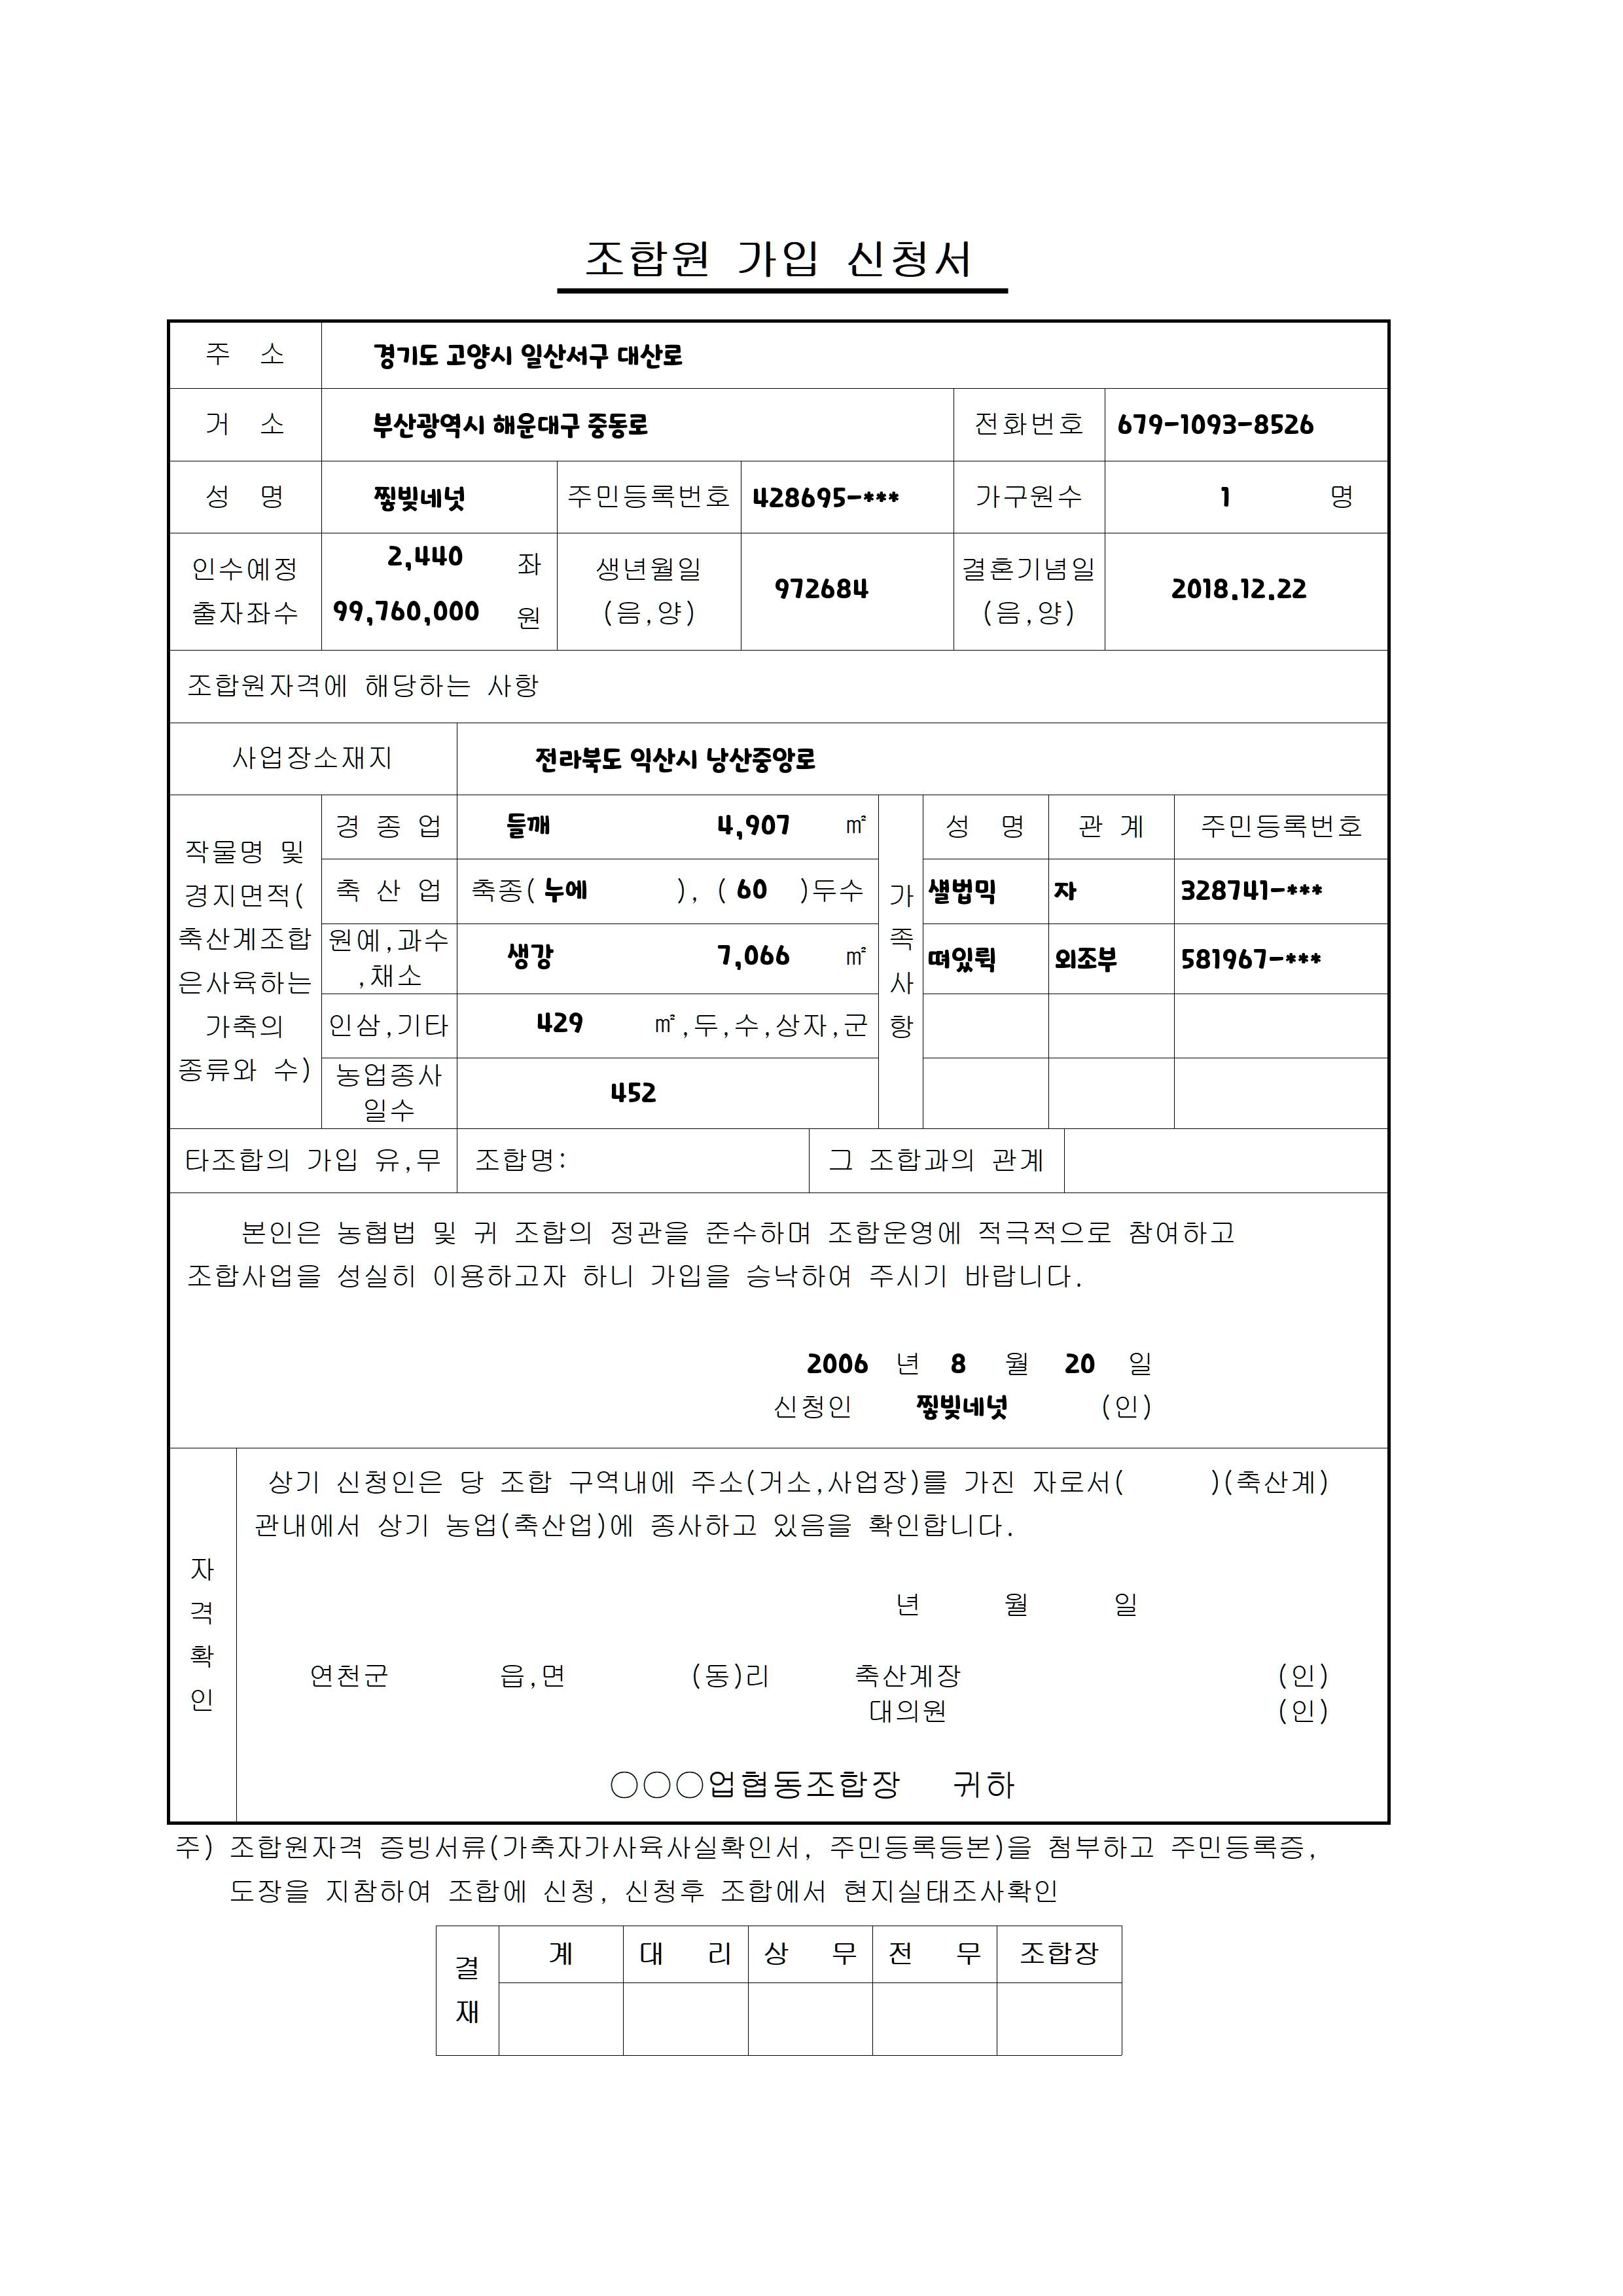 조합원 가입 신청서
주 소 경기도 고양시 일산서구 대산로
거 소 부산광역시 해운대구 중동로 전화번호 679-1093-8526
성 명 찔빚네넛 주민등록번호 428695-*** 가구원수 1 명
인수예정 출자좌수 2,440 좌 99,760,000 원 생년월일 (음,양) 972684 결혼기념일 (음,양) 2018.12.22
조합원자격에 해당하는 사항
사업장소재지 전라북도 익산시 낭산중앙로
작물명 및
경지면적(
축산계조합
은사육하는
가축의
종류와 수)
경 종 업 들깨 4,907 ㎡
축 산 업 축종( 누에 ), ( 60 )두수
원예,과수
,채소 생강 7,066 ㎡
인삼,기타 429 ㎡,두,수,상자,군
농업종사
일수 452
가족사항
성 명 관 계 주민등록번호
섈법믹 자 328741-***
뗘있뤽 외조부 581967-***
타조합의 가입 유,무 조합명: 그 조합과의 관계
본인은 농협법 및 귀 조합의 정관을 준수하며 조합운영에 적극적으로 참여하고
조합사업을 성실히 이용하고자 하니 가입을 승낙하여 주시기 바랍니다.
2006 년 8 월 20 일
신청인 찔빚네넛 (인)
자격확인
상기 신청인은 당 조합 구역내에 주소(거소,사업장)를 가진 자로서( )(축산계)
관내에서 상기 농업(축산업)에 종사하고 있음을 확인합니다.
년 월 일
연천군 읍,면 (동)리 축산계장 (인)
대의원 (인)
○○○업협동조합장 귀하
주) 조합원자격 증빙서류(가축자가사육사실확인서, 주민등록등본)을 첨부하고 주민등록증,
도장을 지참하여 조합에 신청, 신청후 조합에서 현지실태조사확인
결재 계 대 리 상 무 전 무 조합장